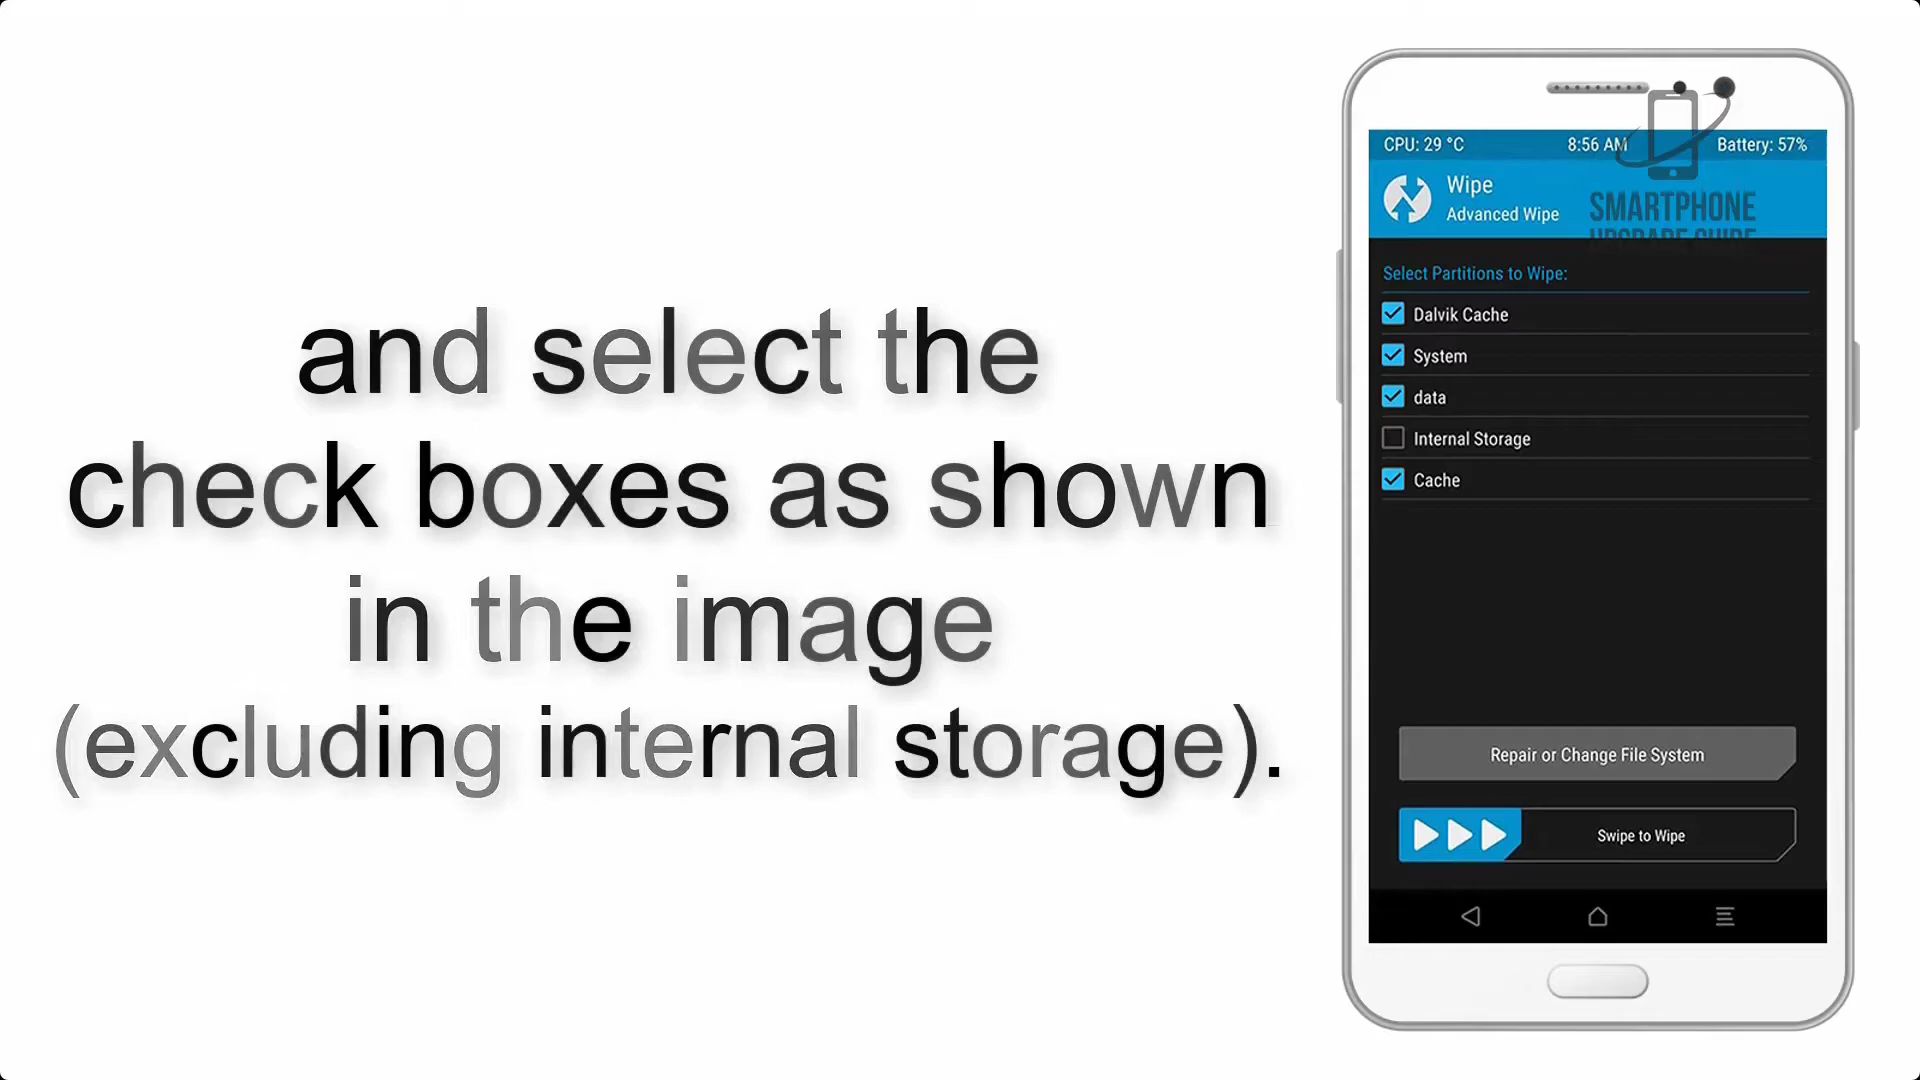 and select the
check boxes as shown
in the image
(excluding internal storage).
CPU: 29 °C 8:56 AM Battery: 57%
Wipe
Advanced Wipe
SMARTPHONE
UPGRADE GUIDE
Select Partitions to Wipe:
Dalvik Cache
System
data
Internal Storage
Cache
Repair or Change File System
Swipe to Wipe